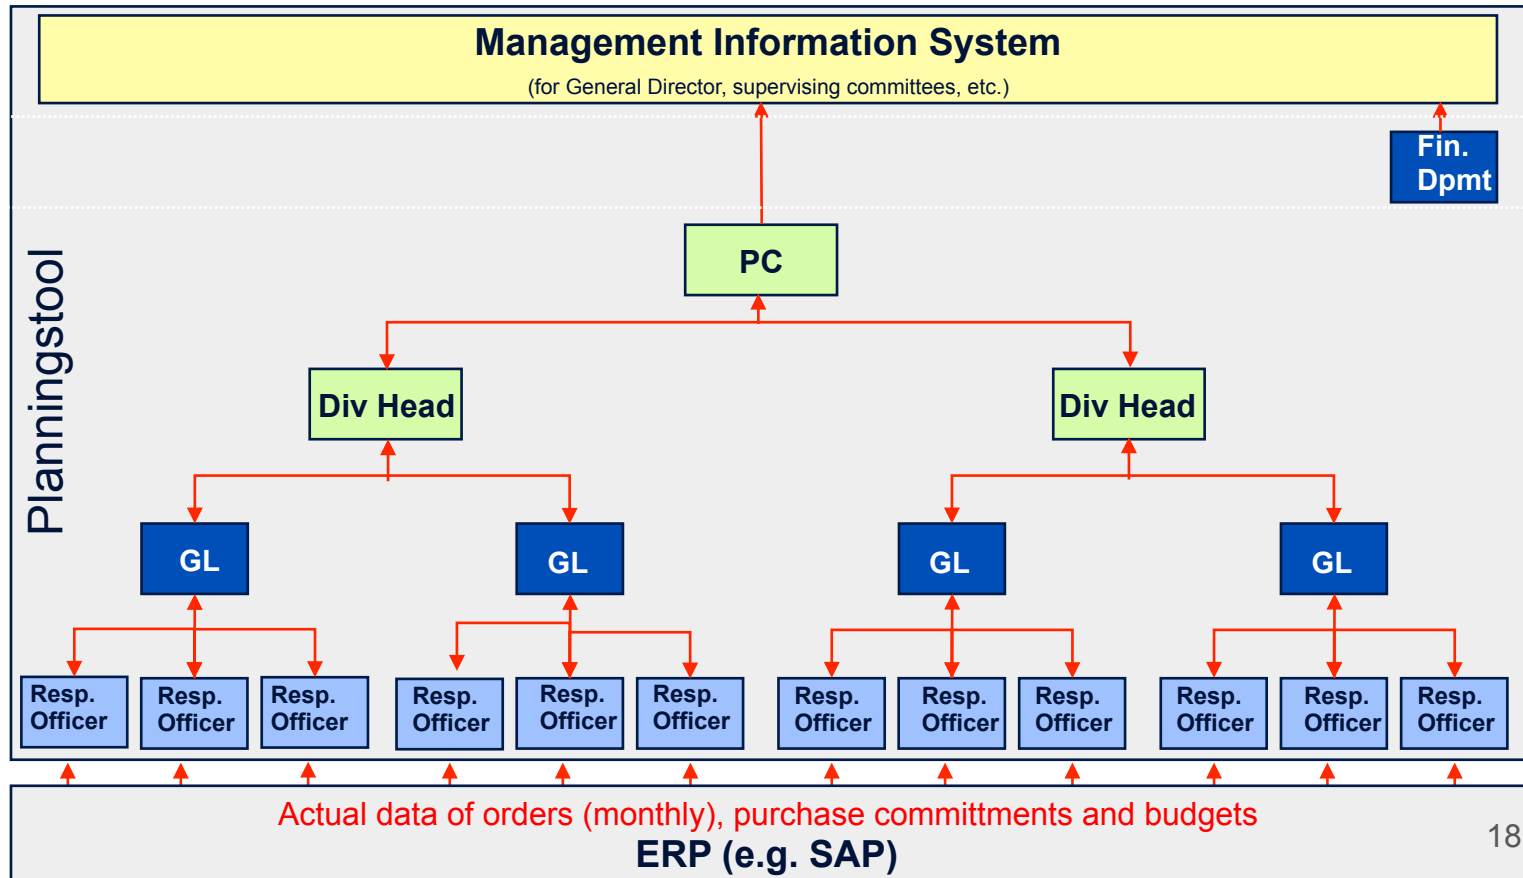 Management Information System
(for General Director, supervising committees, etc.)
Fin.
Dpmt
Planningstool
PC
Div Head
Div Head
GL
GL
GL
GL
Resp.
Officer
Resp.
Officer
Resp.
Officer
Resp.
Officer
Resp.
Officer
Resp.
Officer
Resp.
Officer
Resp.
Officer
Resp.
Officer
Resp.
Officer
Resp.
Officer
Resp.
Officer
Actual data of orders (monthly), purchase committments and budgets
ERP (e.g. SAP)
18